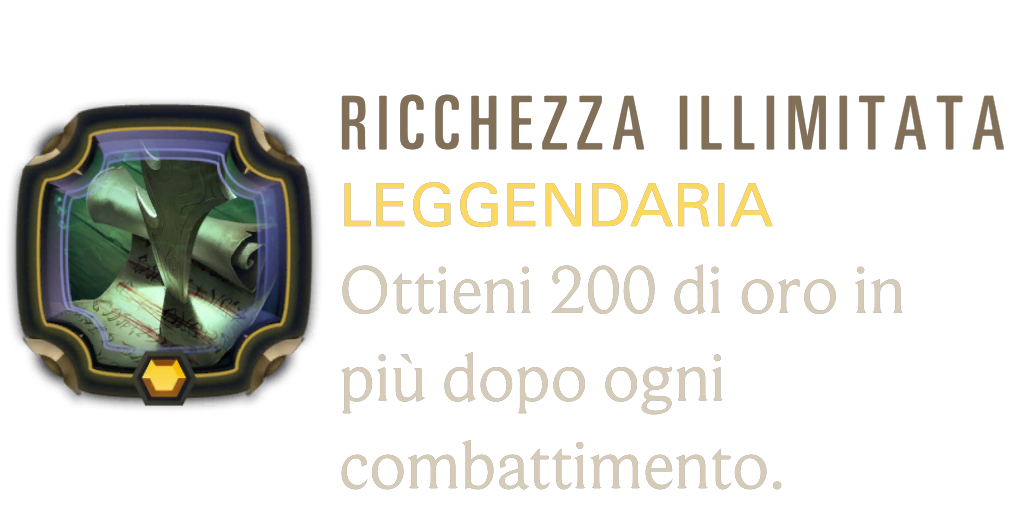 RICCHEZZA ILLIMITATA
LEGGENDARIA
Ottieni 200 di oro in
più dopo ogni
combattimento.